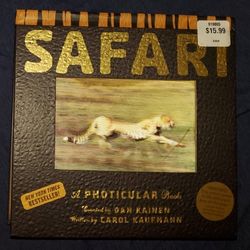 $15.99
SAFARI
A PHOTICULAR Book
Created by DAN KAINEN
Written by CAROL KAUFMANN
NEW YORK TIMES
BESTSELLER!